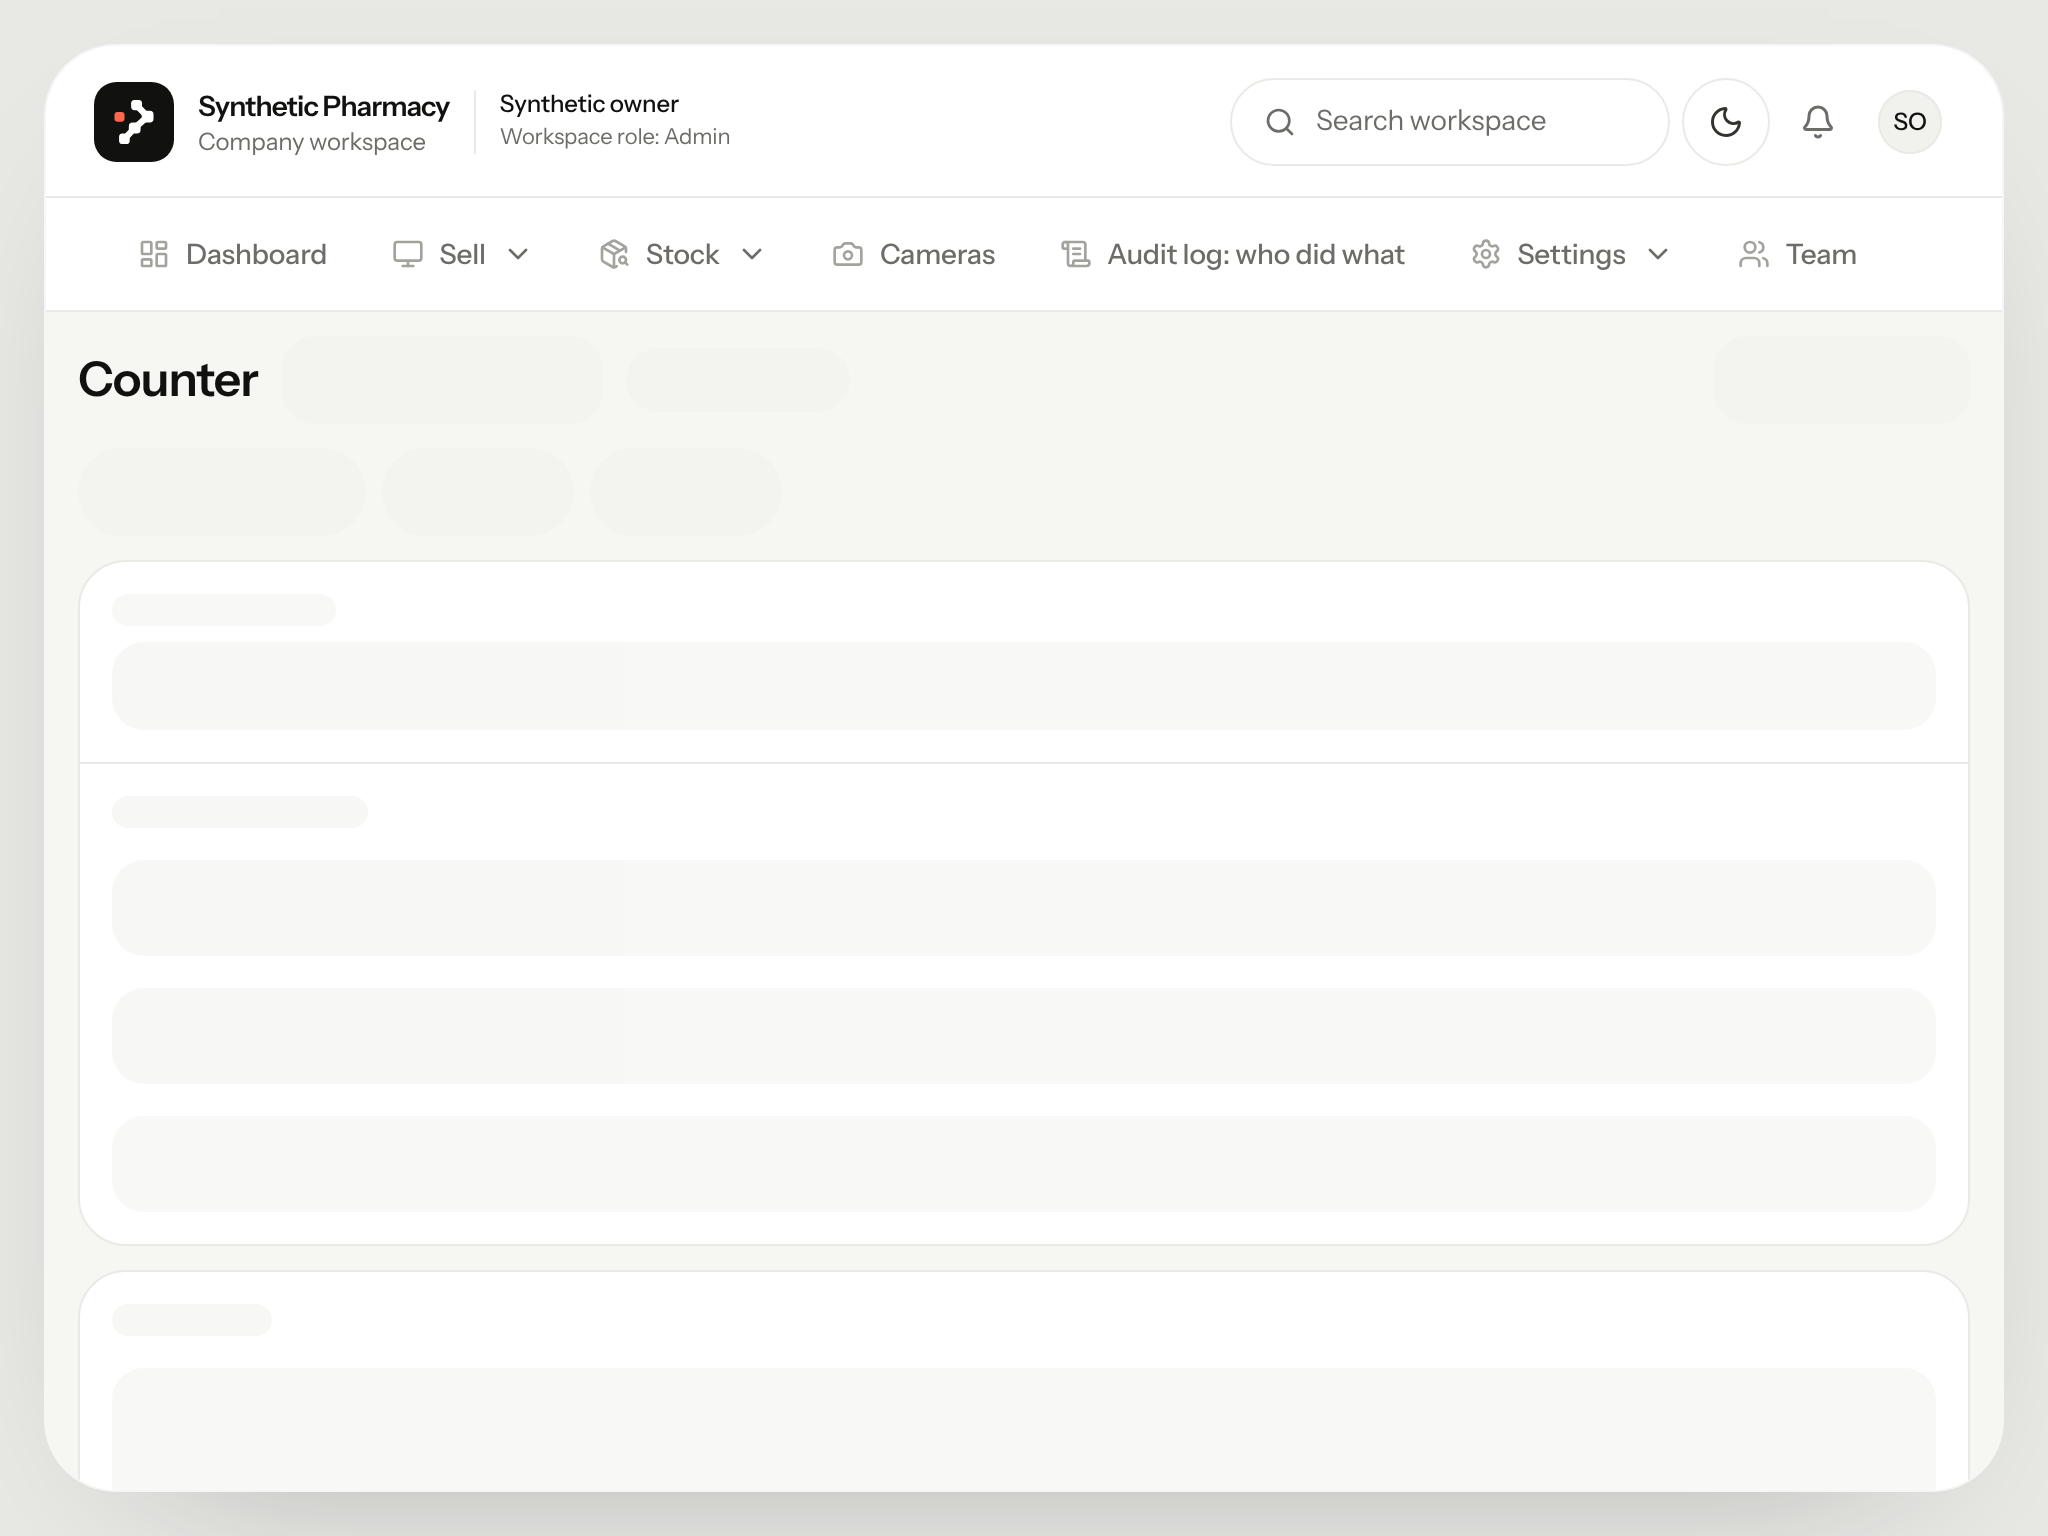 Synthetic Pharmacy
Company workspace
Synthetic owner
Workspace role: Admin
Search workspace
SO
Dashboard
Sell
Stock
Cameras
Audit log: who did what
Settings
Team
Counter